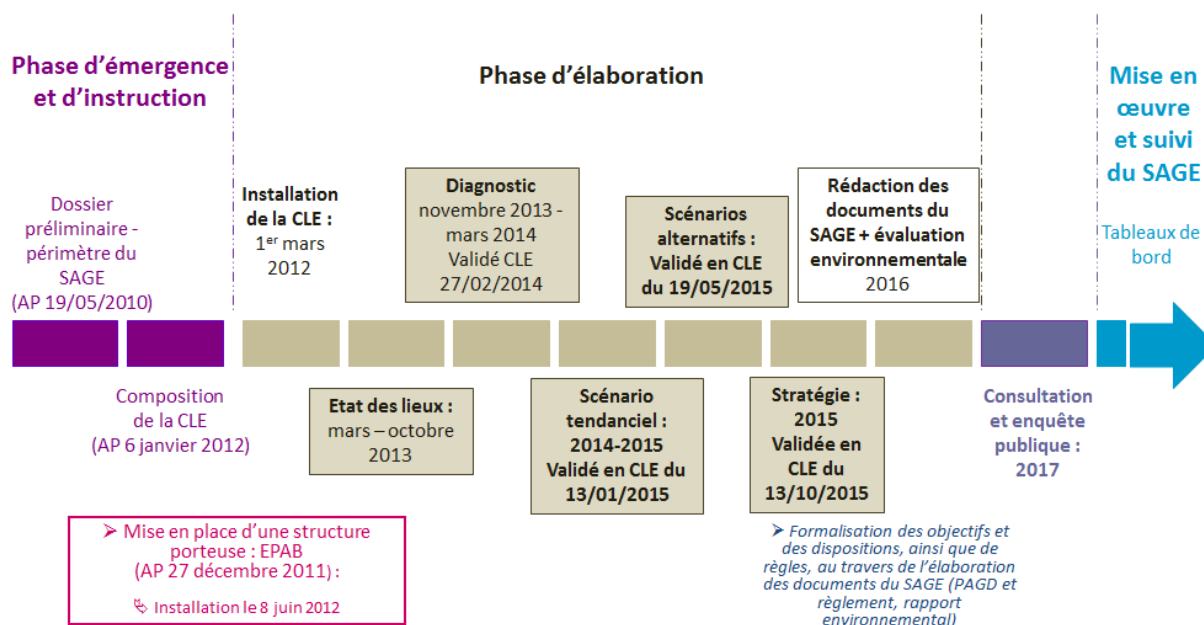 Phase d'émergence
et d'instruction
Phase d'élaboration
Mise en
œuvre
et suivi
du SAGE
Dossier
préliminaire -
périmètre du
SAGE
(AP 19/05/2010)
Installation
de la CLE :
1er mars
2012
Diagnostic
novembre 2013 -
mars 2014
Validé CLE
27/02/2014
Scénarios
alternatifs :
Validé en CLE
du 19/05/2015
Rédaction des
documents du
SAGE + évaluation
environnementale
2016
Tableaux de
bord
Composition
de la CLE
(AP 6 janvier 2012)
Etat des lieux :
mars – octobre
2013
Scénario
tendanciel :
2014-2015
Validé en CLE du
13/01/2015
Stratégie :
2015
Validée en
CLE du
13/10/2015
Consultation
et enquête
publique :
2017
➢ Mise en place d'une structure
porteuse : EPAB
(AP 27 décembre 2011) :
Installation le 8 juin 2012
➢ Formalisation des objectifs et
des dispositions, ainsi que de
règles, au travers de l'élaboration
des documents du SAGE (PAGD et
règlement, rapport
environnemental)